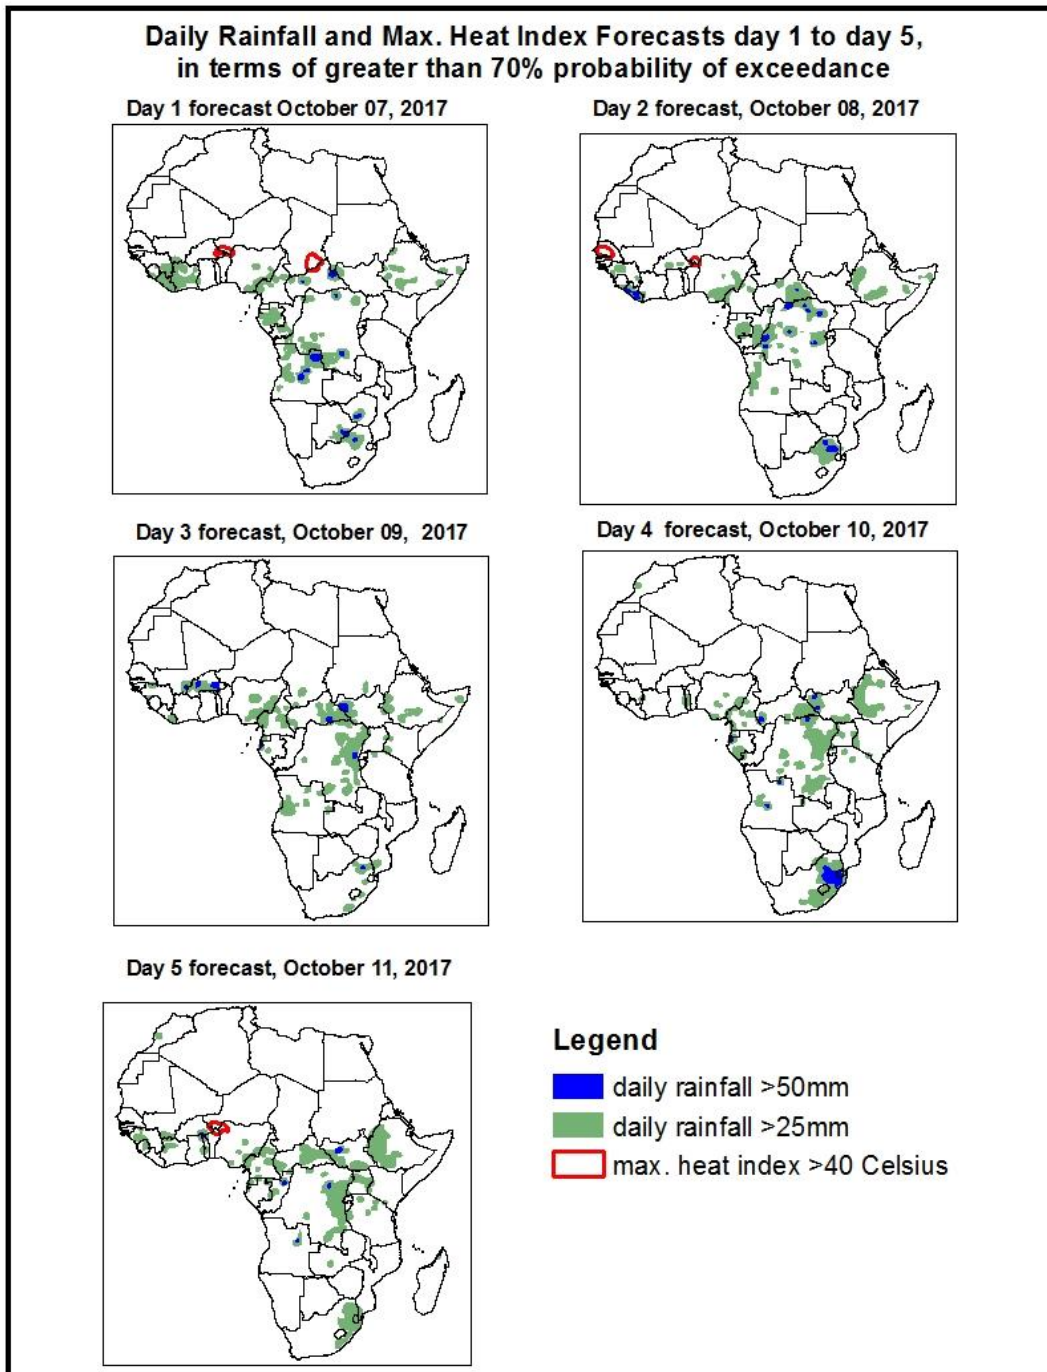 Daily Rainfall and Max. Heat Index Forecasts day 1 to day 5,
in terms of greater than 70% probability of exceedance
Day 1 forecast October 07, 2017
Day 2 forecast, October 08, 2017
Day 3 forecast, October 09, 2017
Day 4 forecast, October 10, 2017
Day 5 forecast, October 11, 2017
Legend
daily rainfall >50mm
daily rainfall >25mm
max. heat index >40 Celsius